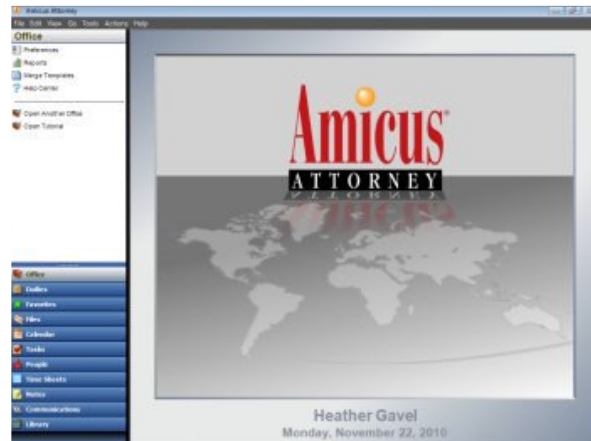 Amicus Attorney
File Edit View Go Tools Actions Help
Office
Preferences
Reports
Merge Templates
Help Center
Open Another Office
Open Tutorial
Office
Dailies
Favorites
Files
Calendar
Tasks
People
Time Sheets
Notes
Communications
Library
Amicus®
ATTORNEY
Heather Gavel
Monday, November 22, 2010